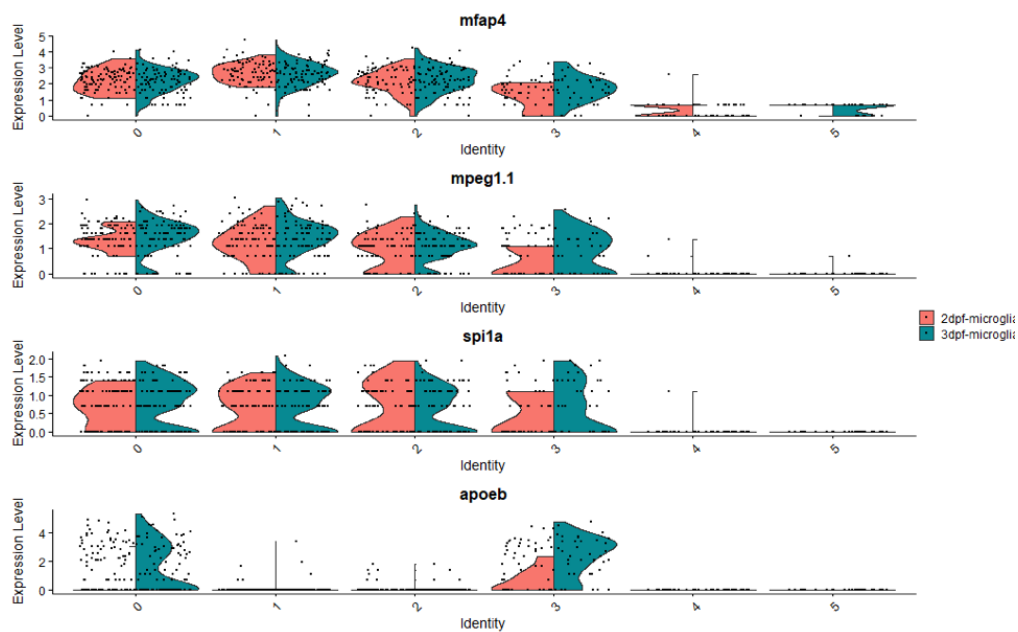 mfap4
Expression Level
5
4
3
2
1
0
0 1 2 3 4 5
Identity
mpeg1.1
Expression Level
3
2
1
0
0 1 2 3 4 5
Identity
spi1a
Expression Level
2.0
1.5
1.0
0.5
0.0
0 1 2 3 4 5
Identity
apoeb
Expression Level
4
2
0
0 1 2 3 4 5
Identity
2dpf-microglia
3dpf-microglia